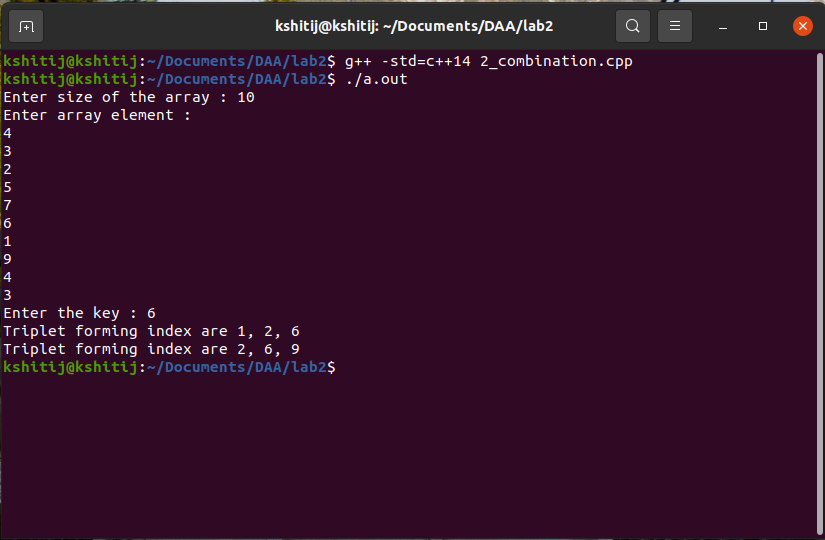 kshitij@kshitij: ~/Documents/DAA/lab2
kshitij@kshitij:~/Documents/DAA/lab2$ g++ -std=c++14 2_combination.cpp
kshitij@kshitij:~/Documents/DAA/lab2$ ./a.out
Enter size of the array : 10
Enter array element :
4
3
2
5
7
6
1
9
4
3
Enter the key : 6
Triplet forming index are 1, 2, 6
Triplet forming index are 2, 6, 9
kshitij@kshitij:~/Documents/DAA/lab2$